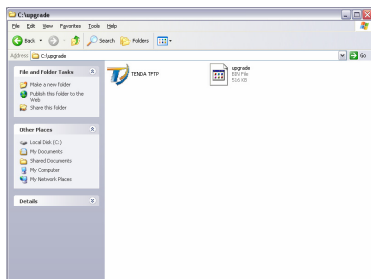 C:\upgrade
File Edit View Favorites Tools Help
Back Search Folders
Address C:\upgrade Go
File and Folder Tasks
Make a new folder
Publish this folder to the Web
Share this folder
Other Places
Local Disk (C:)
My Documents
Shared Documents
My Computer
My Network Places
Details
TENDA TFTP
upgrade
BIN File
516 KB